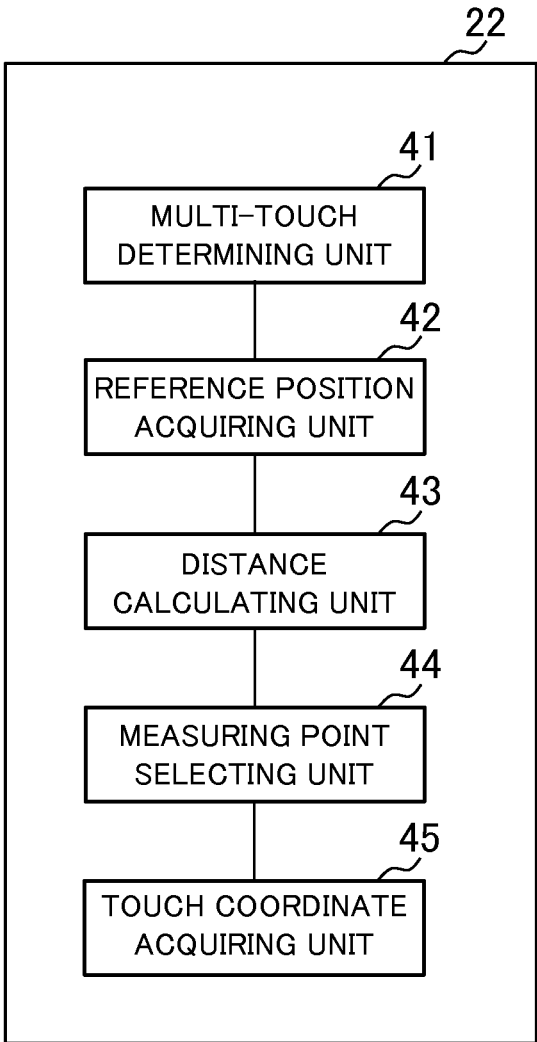 22
41
MULTI-TOUCH
DETERMINING UNIT
42
REFERENCE POSITION
ACQUIRING UNIT
43
DISTANCE
CALCULATING UNIT
44
MEASURING POINT
SELECTING UNIT
45
TOUCH COORDINATE
ACQUIRING UNIT